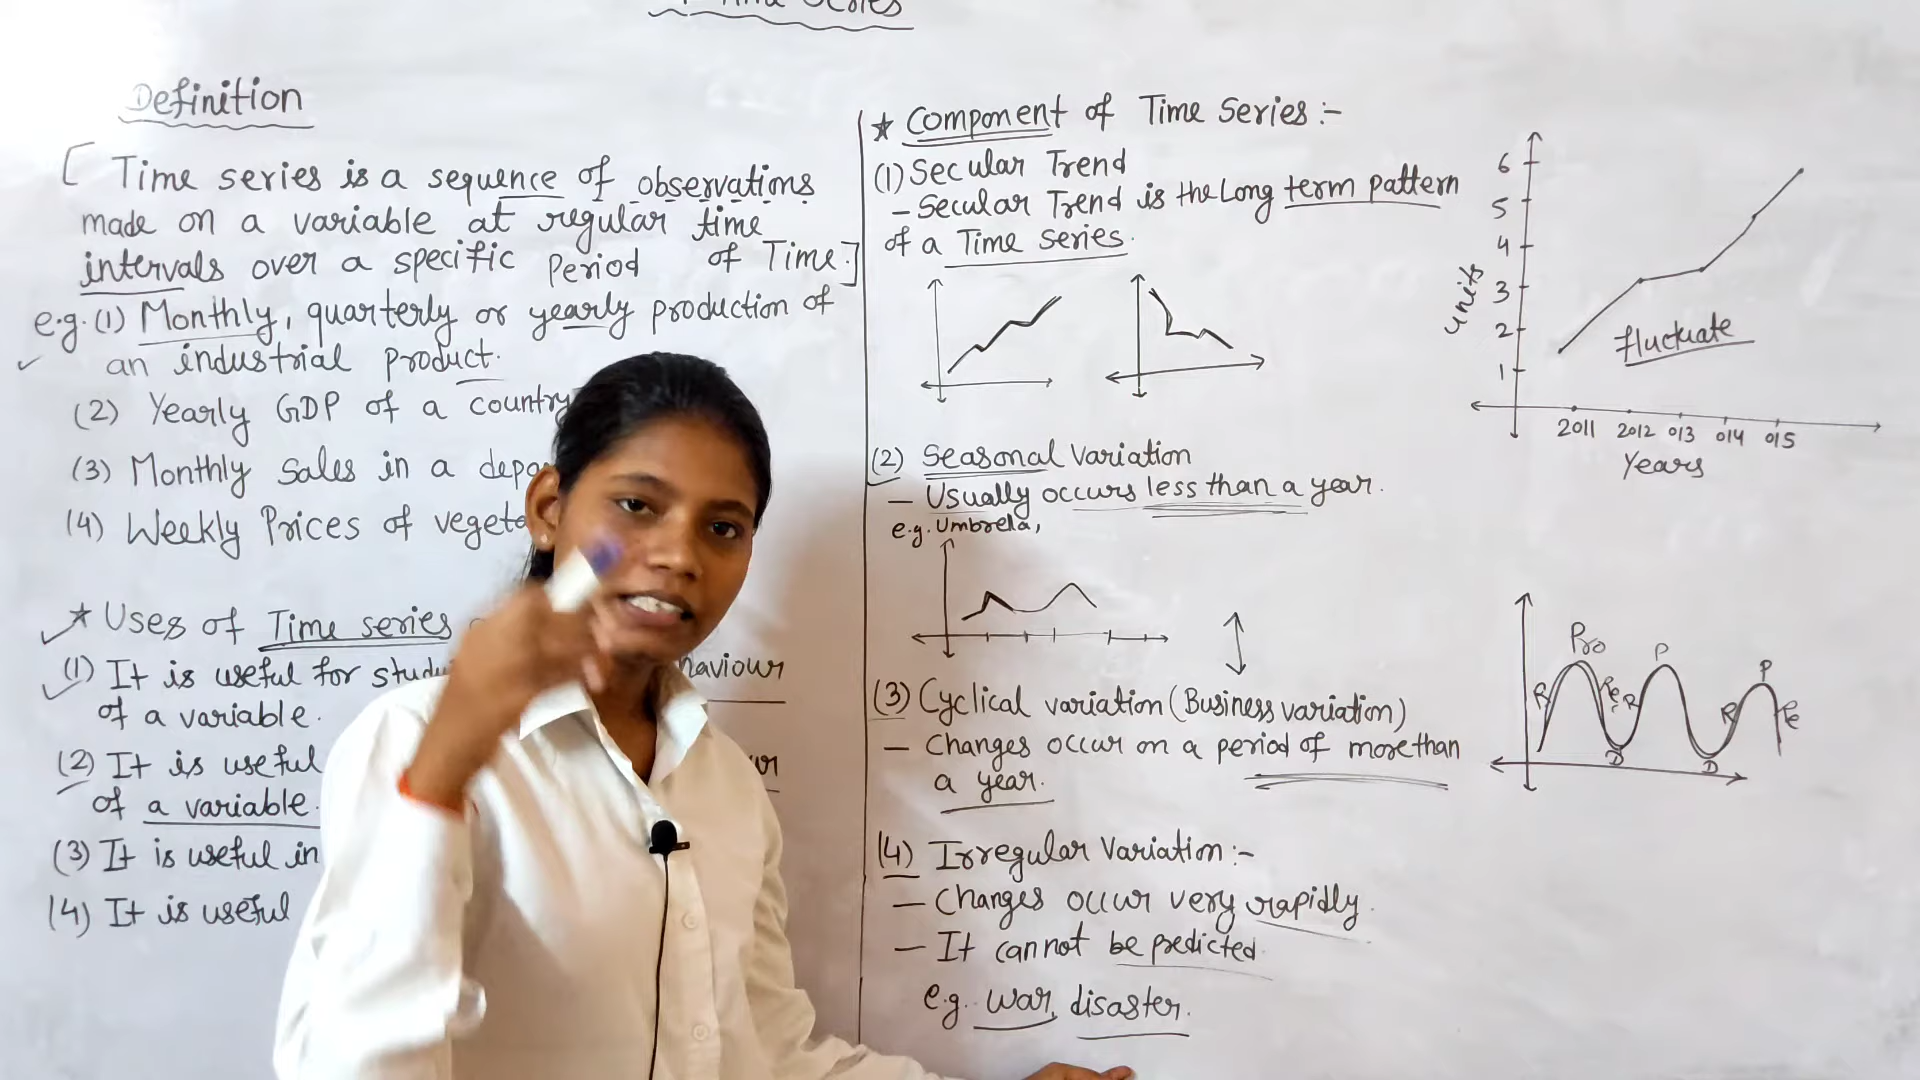 Time Series
Definition
[ Time series is a sequence of observations
made on a variable at regular time
intervals over a specific Period of Time.]
e.g. (1) Monthly, quarterly or yearly production of
an industrial product.
(2) Yearly GDP of a country
(3) Monthly Sales in a
(4) Weekly Prices of
★ Uses of Time series
(1) It is useful for
of a variable.
(2) It is useful
of a variable.
(3) It is useful in
(4) It is useful
★ Component of Time Series :-
(1) Secular Trend
- Secular Trend is the Long term pattern
of a Time series.
(2) Seasonal Variation
- Usually occurs less than a year.
e.g. Umbrela,
(3) Cyclical variation (Business variation)
- Changes occur on a period of more than
a year.
(4) Irregular Variation :-
- Changes occur very rapidly.
- It cannot be predicted.
e.g. war, disaster.
6
5
4
3
2
1
units
fluctuate
2011 2012 013 014 015
Years
Pro P P
R Re R R Re
D D